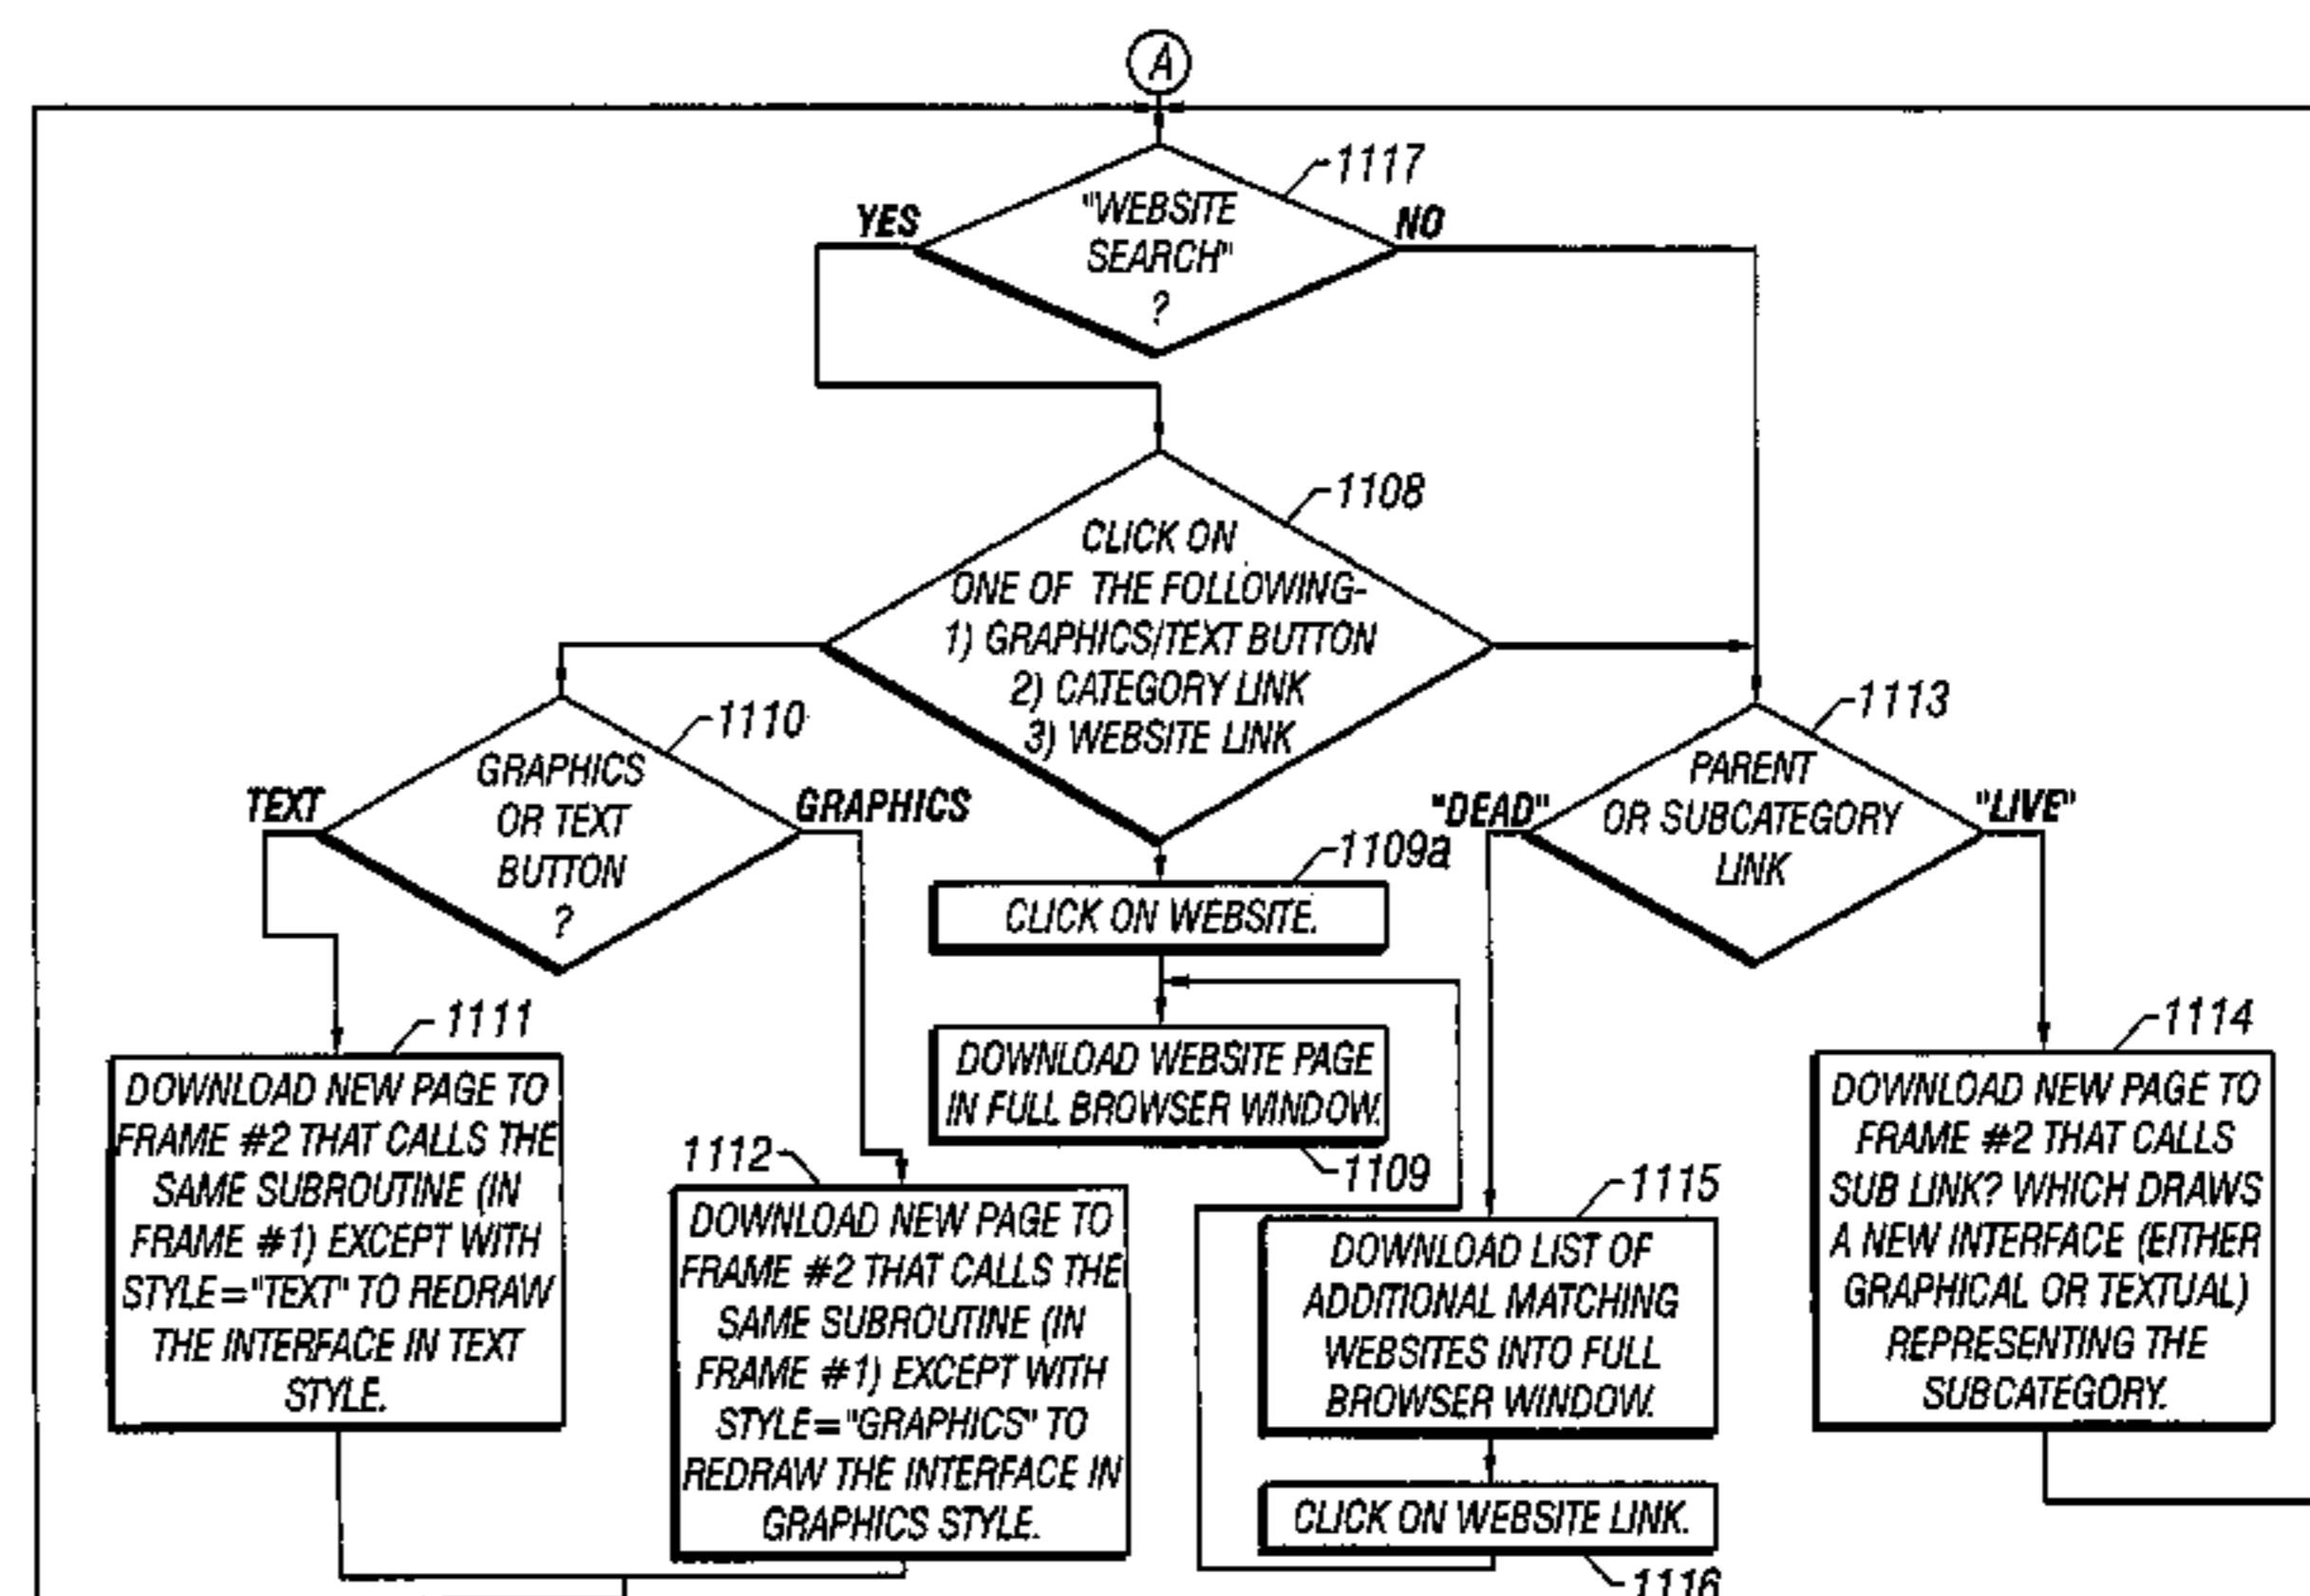 A
1117
"WEBSITE
SEARCH"
?
YES
NO
1108
CLICK ON
ONE OF THE FOLLOWING-
1) GRAPHICS/TEXT BUTTON
2) CATEGORY LINK
3) WEBSITE LINK
1110
GRAPHICS
OR TEXT
BUTTON
?
TEXT
GRAPHICS
1113
PARENT
OR SUBCATEGORY
LINK
"DEAD"
"LIVE"
1109a
CLICK ON WEBSITE.
DOWNLOAD WEBSITE PAGE
IN FULL BROWSER WINDOW.
1109
1111
DOWNLOAD NEW PAGE TO
FRAME #2 THAT CALLS THE
SAME SUBROUTINE (IN
FRAME #1) EXCEPT WITH
STYLE="TEXT" TO REDRAW
THE INTERFACE IN TEXT
STYLE.
1112
DOWNLOAD NEW PAGE TO
FRAME #2 THAT CALLS THE
SAME SUBROUTINE (IN
FRAME #1) EXCEPT WITH
STYLE="GRAPHICS" TO
REDRAW THE INTERFACE IN
GRAPHICS STYLE.
1115
DOWNLOAD LIST OF
ADDITIONAL MATCHING
WEBSITES INTO FULL
BROWSER WINDOW.
CLICK ON WEBSITE LINK.
1116
1114
DOWNLOAD NEW PAGE TO
FRAME #2 THAT CALLS
SUB LINK? WHICH DRAWS
A NEW INTERFACE (EITHER
GRAPHICAL OR TEXTUAL)
REPRESENTING THE
SUBCATEGORY.